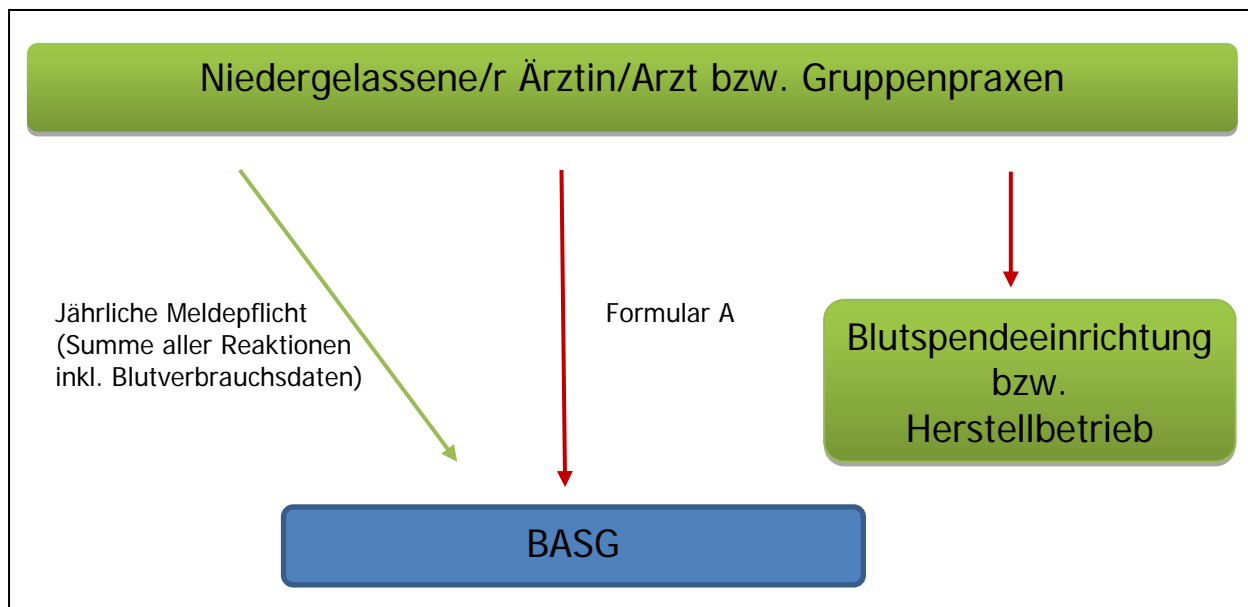 Niedergelassene/r Ärztin/Arzt bzw. Gruppenpraxen
Jährliche Meldepflicht
(Summe aller Reaktionen
inkl. Blutverbrauchsdaten)
Formular A
Blutspendeeinrichtung
bzw.
Herstellbetrieb
BASG